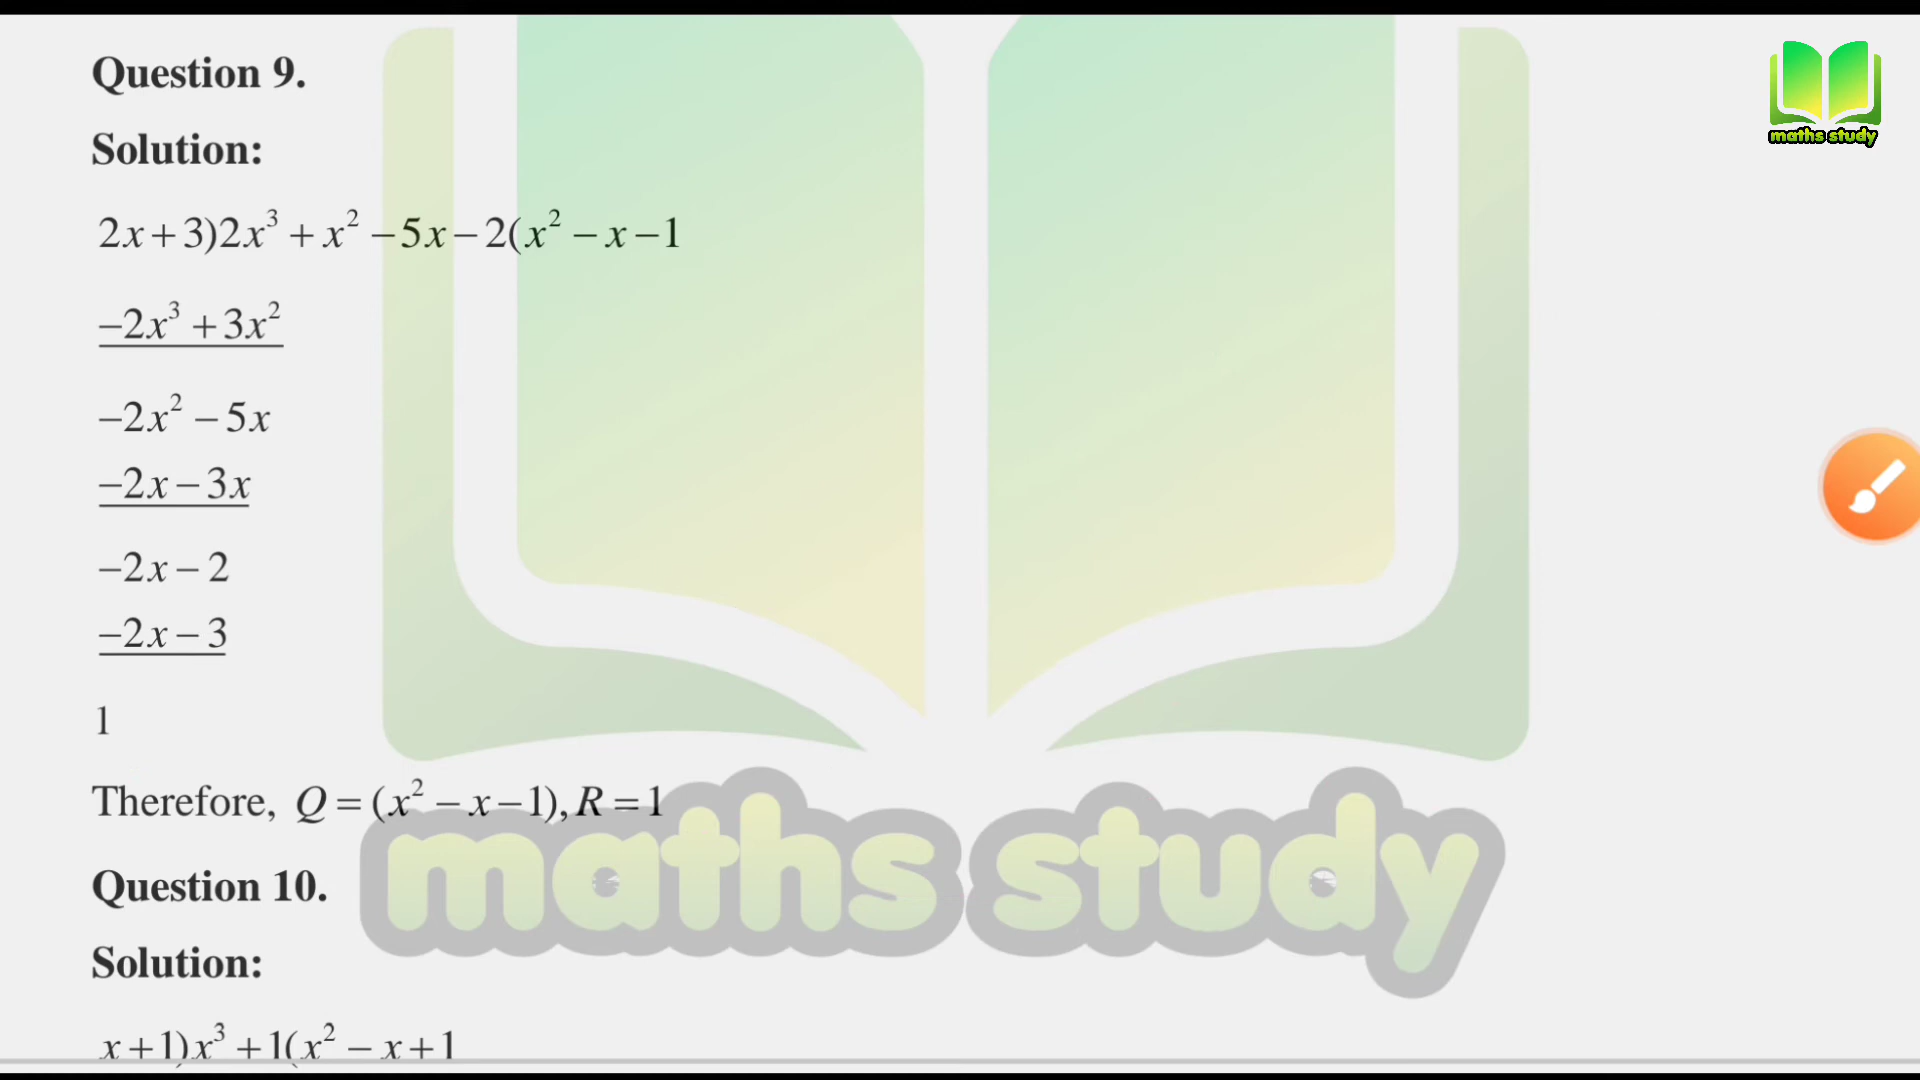 Question 9.
maths study
Solution:
2x+3)2x³+x²−5x−2(x²−x−1
−2x³+3x²
−2x²−5x
−2x−3x
−2x−2
−2x−3
1
Therefore, Q=(x²−x−1),R=1
maths study
Question 10.
Solution:
x+1)x³+1(x²−x+1